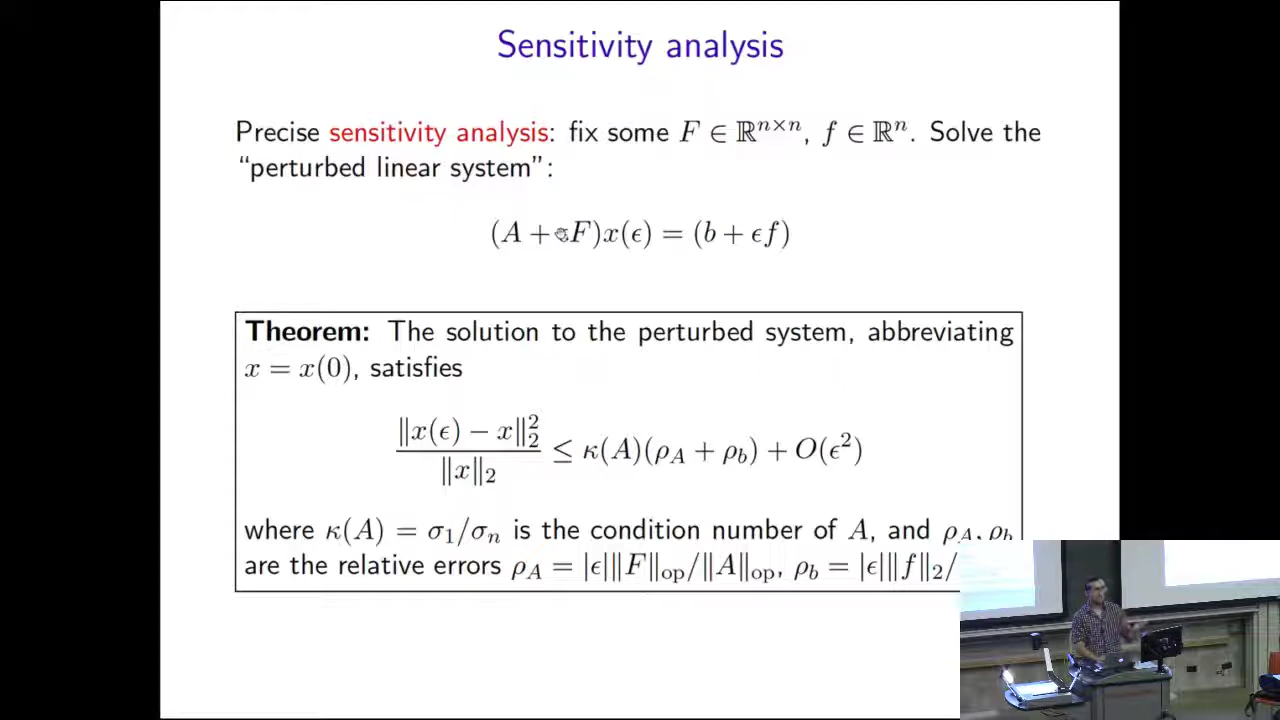 Sensitivity analysis
Precise sensitivity analysis: fix some F ∈ ℝ^{n×n}, f ∈ ℝ^n. Solve the
“perturbed linear system”:
(A + ϵF)x(ϵ) = (b + ϵf)
Theorem: The solution to the perturbed system, abbreviating
x = x(0), satisfies
‖x(ϵ) − x‖₂² / ‖x‖₂ ≤ κ(A)(ρ_A + ρ_b) + O(ϵ²)
where κ(A) = σ₁/σ_n is the condition number of A, and ρ_A, ρ_b
are the relative errors ρ_A = |ϵ|‖F‖_op/‖A‖_op, ρ_b = |ϵ|‖f‖₂/